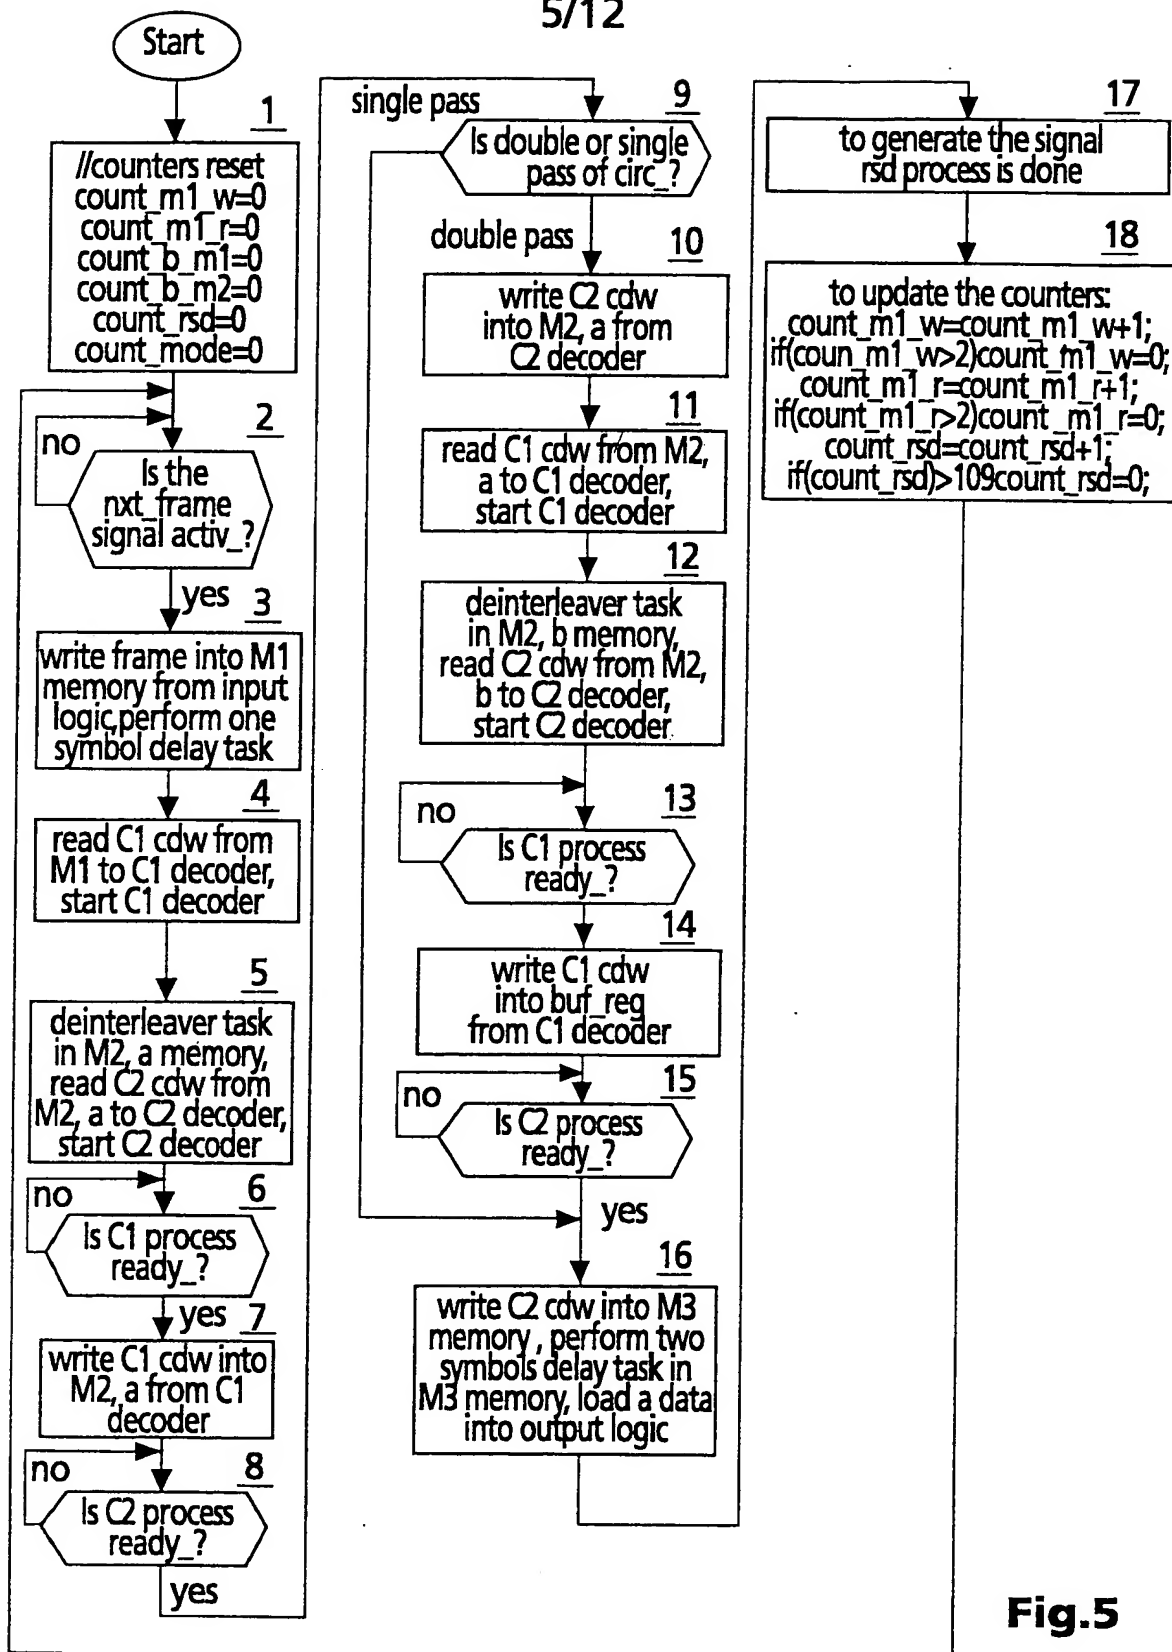 5/12
Start
1
//counters reset
count_m1_w=0
count_m1_r=0
count_b_m1=0
count_b_m2=0
count_rsd=0
count_mode=0
no
2
Is the
nxt_frame
signal activ_?
yes
3
write frame into M1
memory from input
logic,perform one
symbol delay task
4
read C1 cdw from
M1 to C1 decoder,
start C1 decoder
5
deinterleaver task
in M2, a memory,
read C2 cdw from
M2, a to C2 decoder,
start C2 decoder
no
6
Is C1 process
ready_?
yes
7
write C1 cdw into
M2, a from C1
decoder
no
8
Is C2 process
ready_?
yes
single pass
9
Is double or single
pass of circ_?
double pass
10
write C2 cdw
into M2, a from
C2 decoder
11
read C1 cdw from M2,
a to C1 decoder,
start C1 decoder
12
deinterleaver task
in M2, b memory,
read C2 cdw from M2,
b to C2 decoder,
start C2 decoder
no
13
Is C1 process
ready_?
14
write C1 cdw
into buf_reg
from C1 decoder
no
15
Is C2 process
ready_?
yes
16
write C2 cdw into M3
memory , perform two
symbols delay task in
M3 memory, load a data
into output logic
17
to generate the signal
rsd process is done
18
to update the counters:
count_m1_w=count_m1_w+1;
if(coun_m1_w>2)count_m1_w=0;
count_m1_r=count_m1_r+1;
if(count_m1_r>2)count_m1_r=0;
count_rsd=count_rsd+1;
if(count_rsd)>109count_rsd=0;
Fig.5